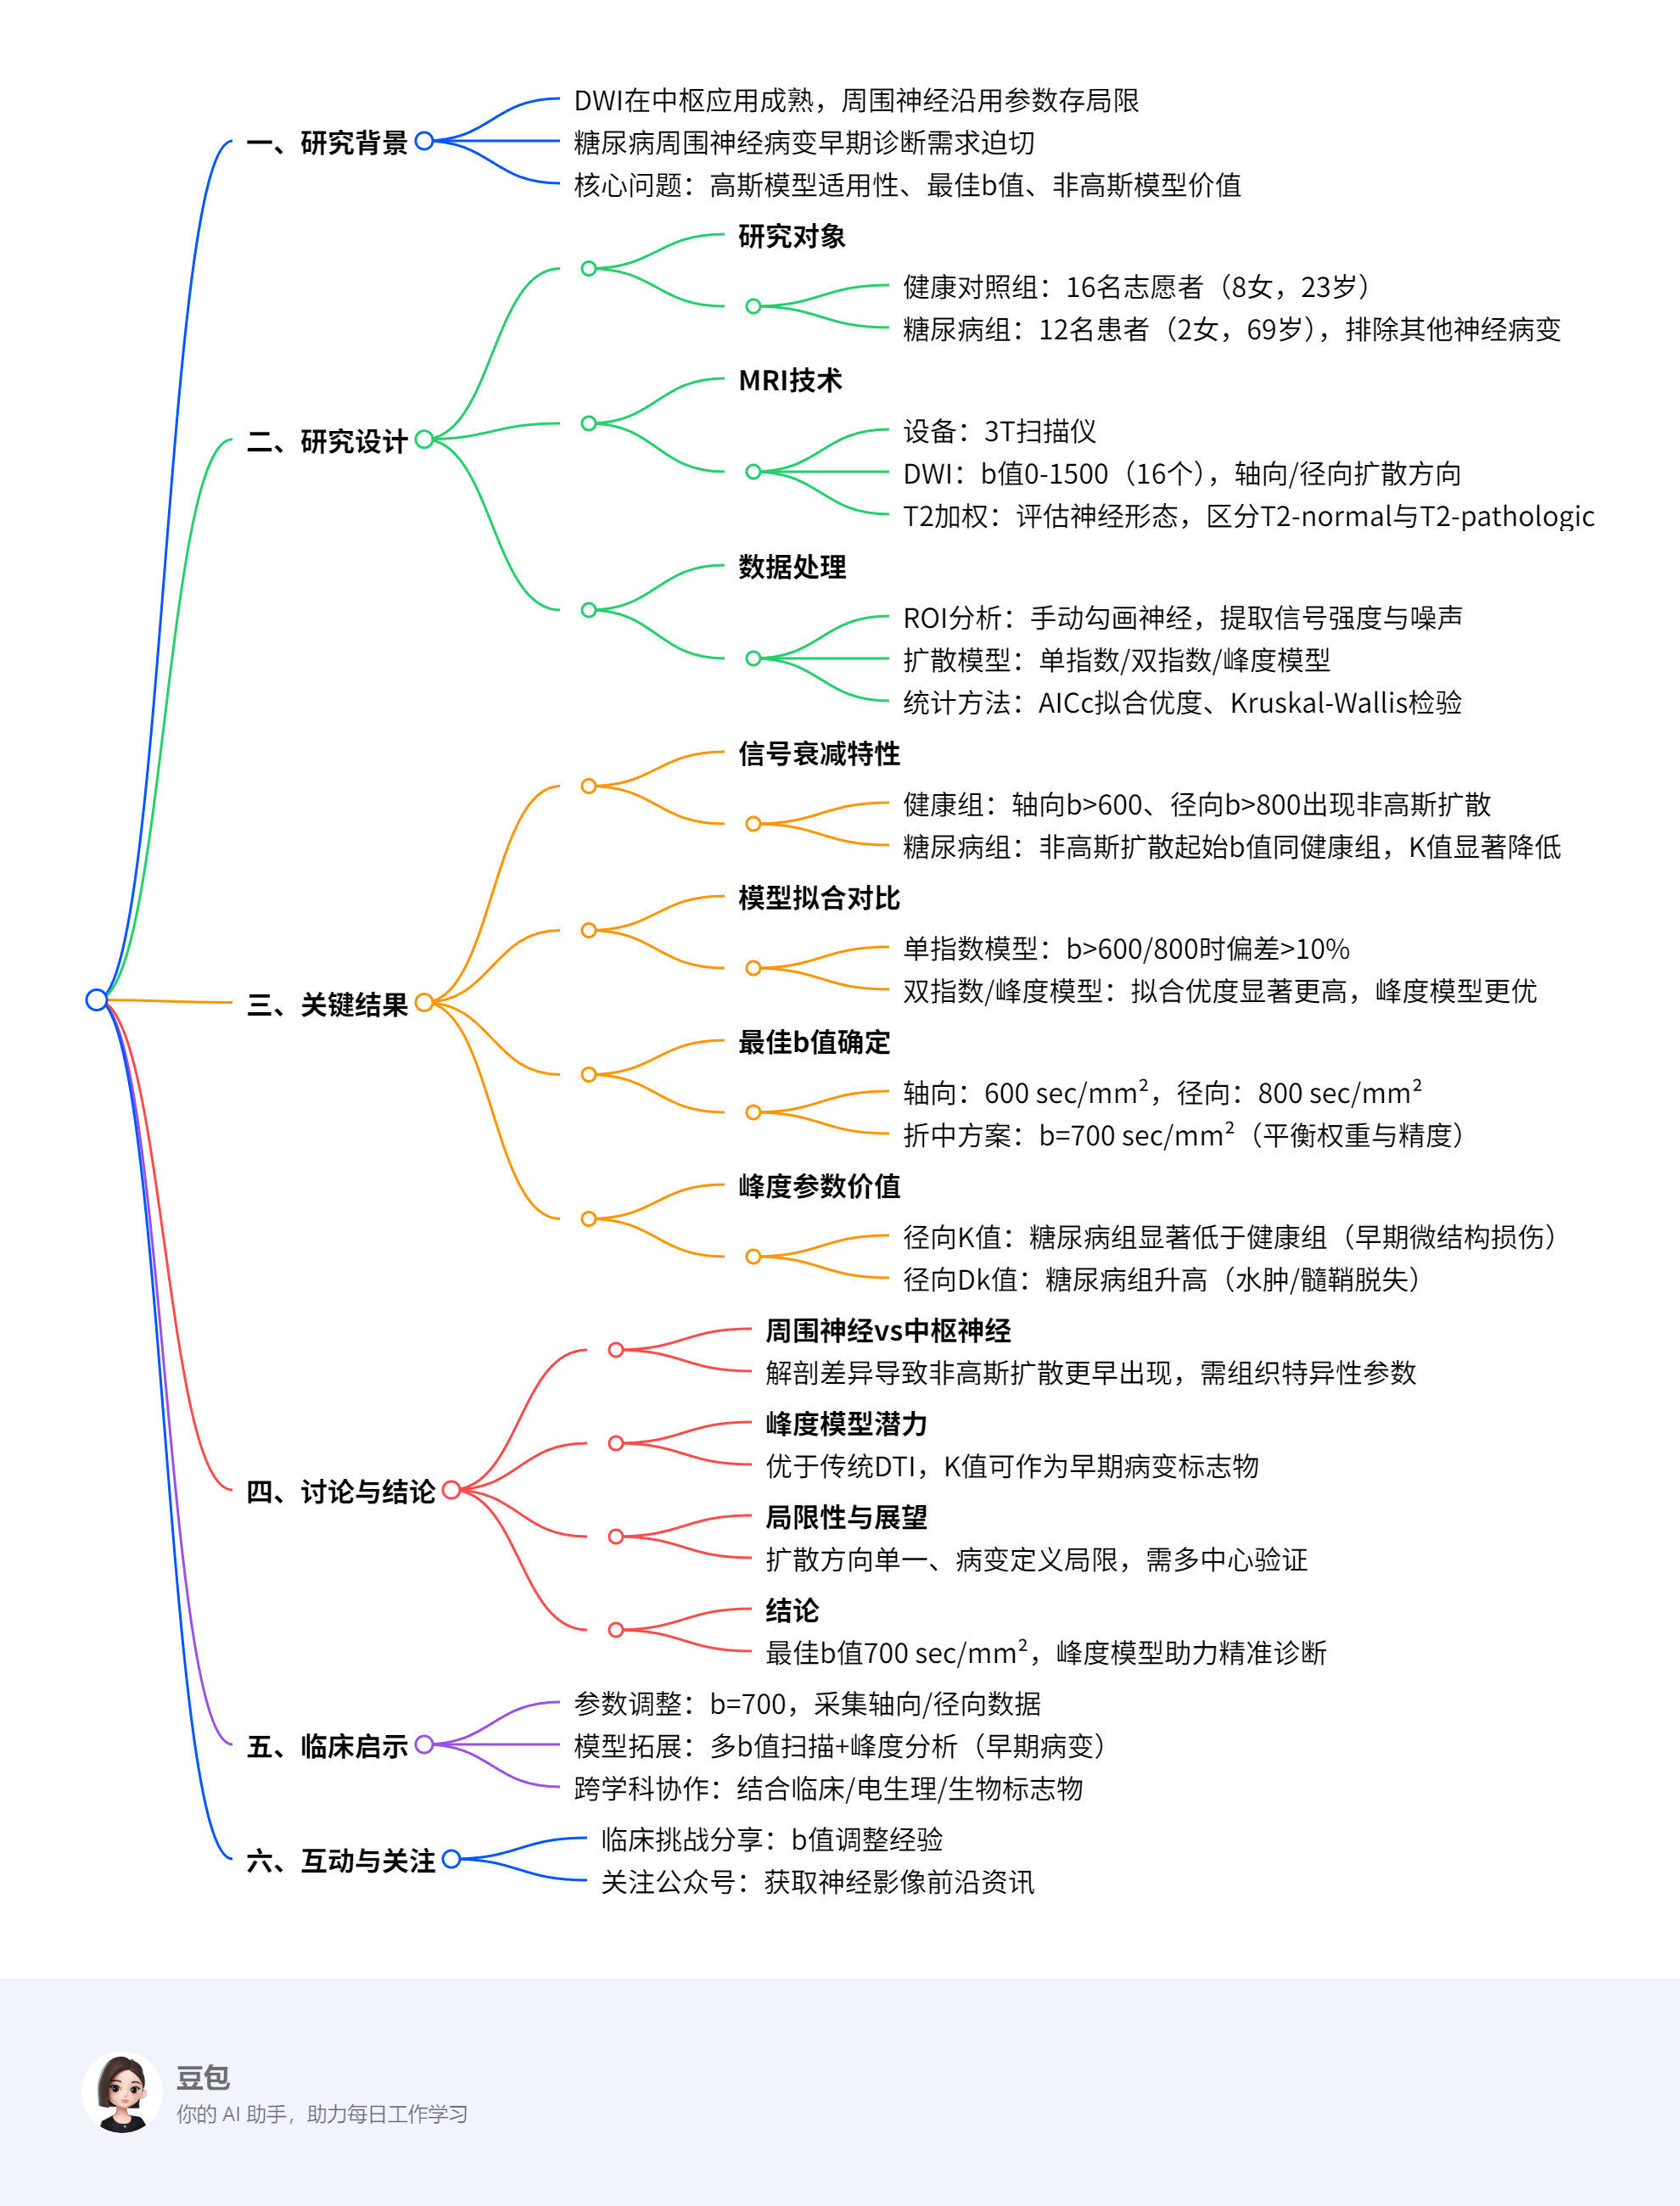 一、研究背景
DWI在中枢应用成熟，周围神经沿用参数存局限
糖尿病周围神经病变早期诊断需求迫切
核心问题：高斯模型适用性、最佳b值、非高斯模型价值
二、研究设计
研究对象
健康对照组：16名志愿者（8女，23岁）
糖尿病组：12名患者（2女，69岁），排除其他神经病变
MRI技术
设备：3T扫描仪
DWI：b值0-1500（16个），轴向/径向扩散方向
T2加权：评估神经形态，区分T2-normal与T2-pathologic
数据处理
ROI分析：手动勾画神经，提取信号强度与噪声
扩散模型：单指数/双指数/峰度模型
统计方法：AICc拟合优度、Kruskal-Wallis检验
三、关键结果
信号衰减特性
健康组：轴向b>600、径向b>800出现非高斯扩散
糖尿病组：非高斯扩散起始b值同健康组，K值显著降低
模型拟合对比
单指数模型：b>600/800时偏差>10%
双指数/峰度模型：拟合优度显著更高，峰度模型更优
最佳b值确定
轴向：600 sec/mm²，径向：800 sec/mm²
折中方案：b=700 sec/mm²（平衡权重与精度）
峰度参数价值
径向K值：糖尿病组显著低于健康组（早期微结构损伤）
径向Dk值：糖尿病组升高（水肿/髓鞘脱失）
四、讨论与结论
周围神经vs中枢神经
解剖差异导致非高斯扩散更早出现，需组织特异性参数
峰度模型潜力
优于传统DTI，K值可作为早期病变标志物
局限性与展望
扩散方向单一、病变定义局限，需多中心验证
结论
最佳b值700 sec/mm²，峰度模型助力精准诊断
五、临床启示
参数调整：b=700，采集轴向/径向数据
模型拓展：多b值扫描+峰度分析（早期病变）
跨学科协作：结合临床/电生理/生物标志物
六、互动与关注
临床挑战分享：b值调整经验
关注公众号：获取神经影像前沿资讯
豆包
你的 AI 助手，助力每日工作学习